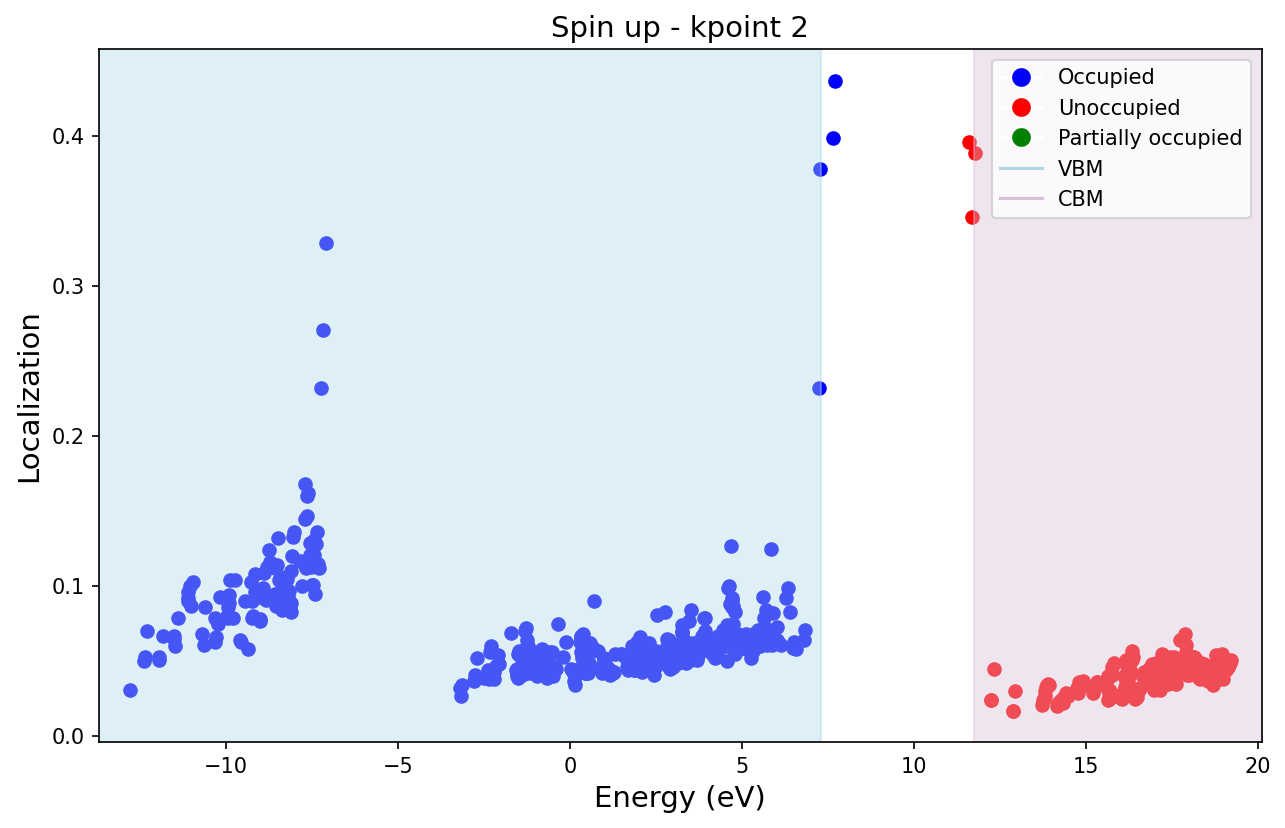 Spin up - kpoint 2
Localization
0.4
0.3
0.2
0.1
0.0
Occupied
Unoccupied
Partially occupied
VBM
CBM
−10
−5
0
5
10
15
20
Energy (eV)